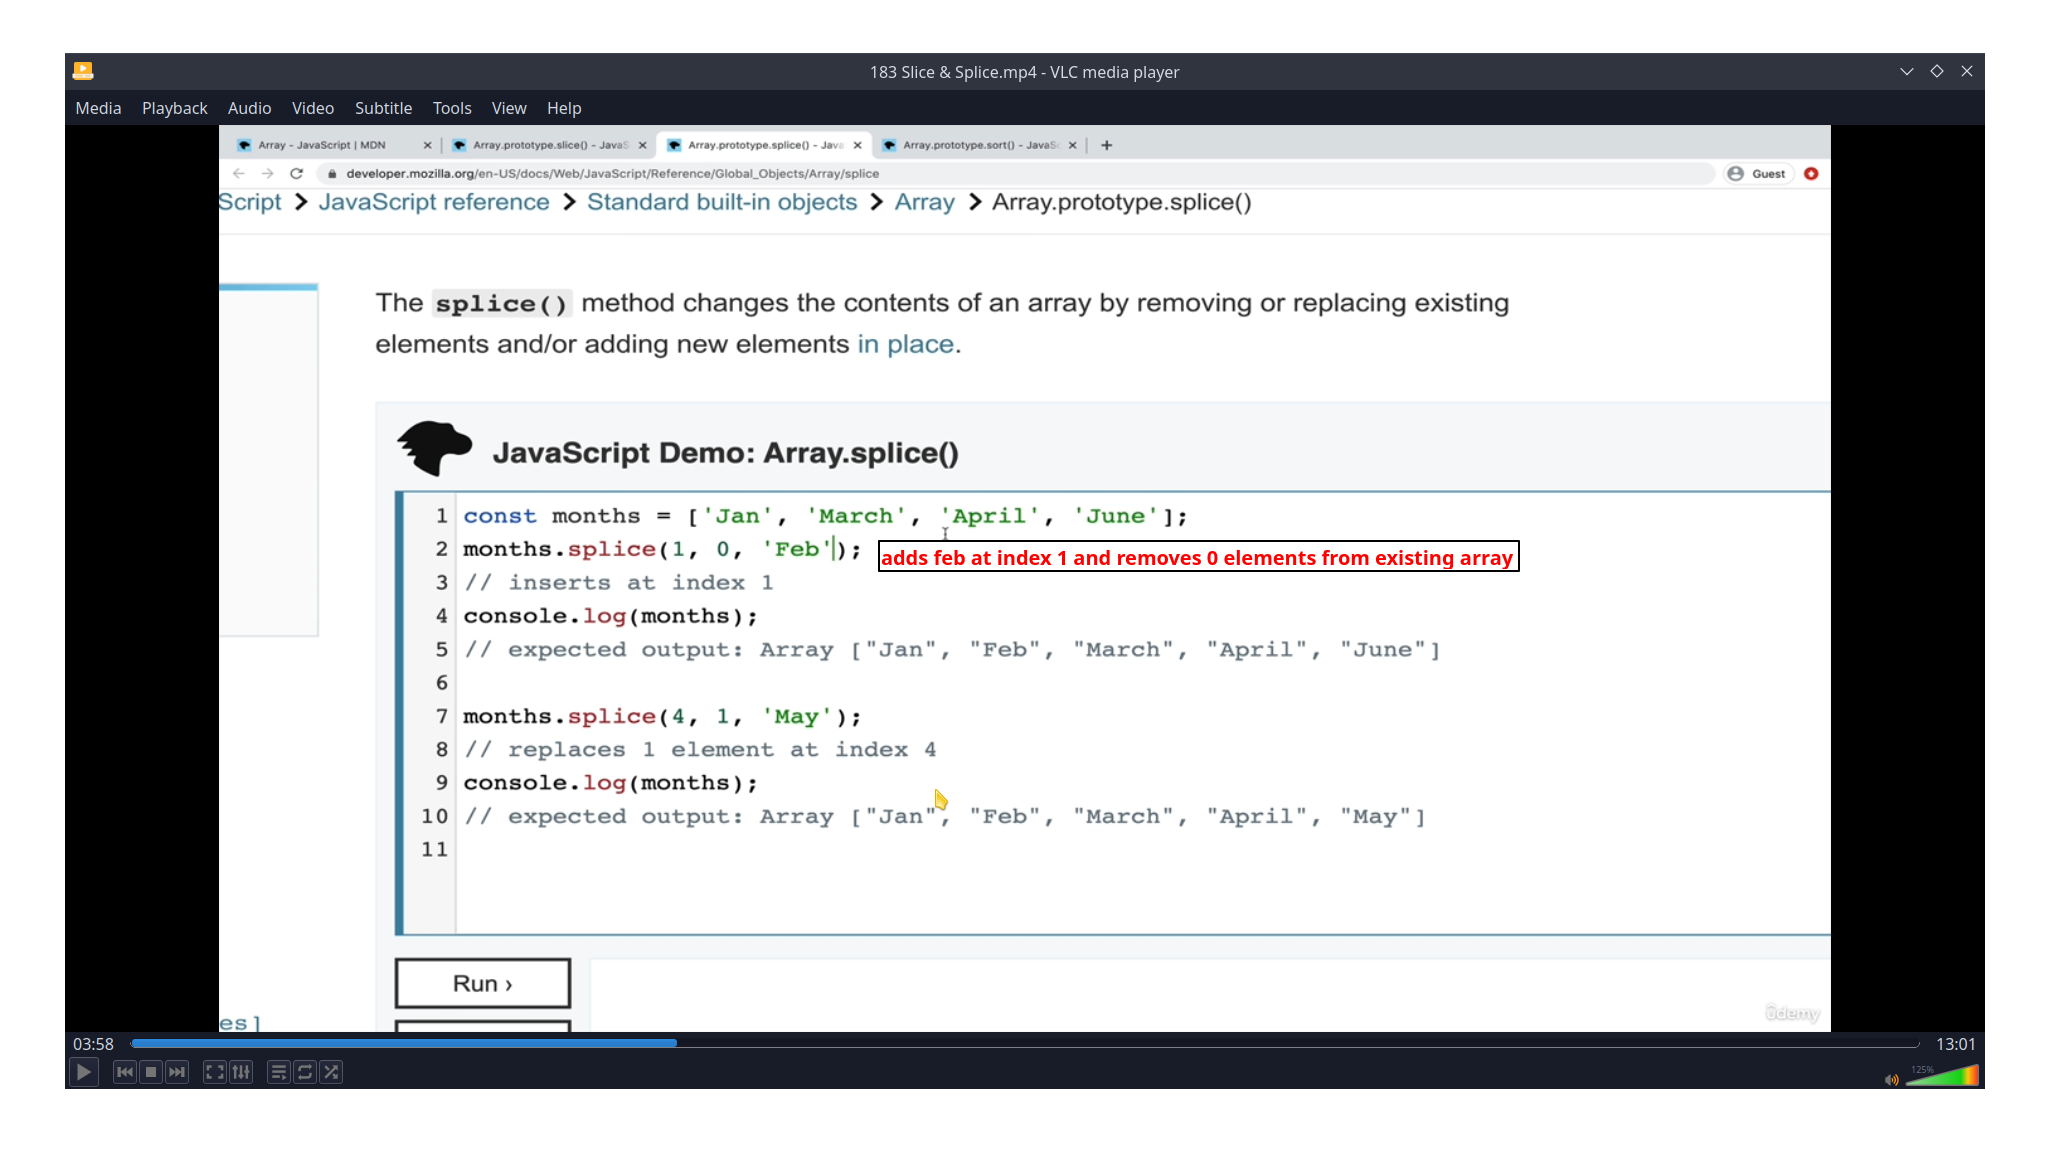 183 Slice & Splice.mp4 - VLC media player
Media Playback Audio Video Subtitle Tools View Help
Array - JavaScript | MDN Array.prototype.slice() - JavaS Array.prototype.splice() - Java Array.prototype.sort() - JavaSc
developer.mozilla.org/en-US/docs/Web/JavaScript/Reference/Global_Objects/Array/splice Guest
Script > JavaScript reference > Standard built-in objects > Array > Array.prototype.splice()
The splice() method changes the contents of an array by removing or replacing existing
elements and/or adding new elements in place.
JavaScript Demo: Array.splice()
1 const months = ['Jan', 'March', 'April', 'June'];
2 months.splice(1, 0, 'Feb');
adds feb at index 1 and removes 0 elements from existing array
3 // inserts at index 1
4 console.log(months);
5 // expected output: Array ["Jan", "Feb", "March", "April", "June"]
6
7 months.splice(4, 1, 'May');
8 // replaces 1 element at index 4
9 console.log(months);
10 // expected output: Array ["Jan", "Feb", "March", "April", "May"]
11
Run ›
es]
ûdemy
03:58 13:01
125%